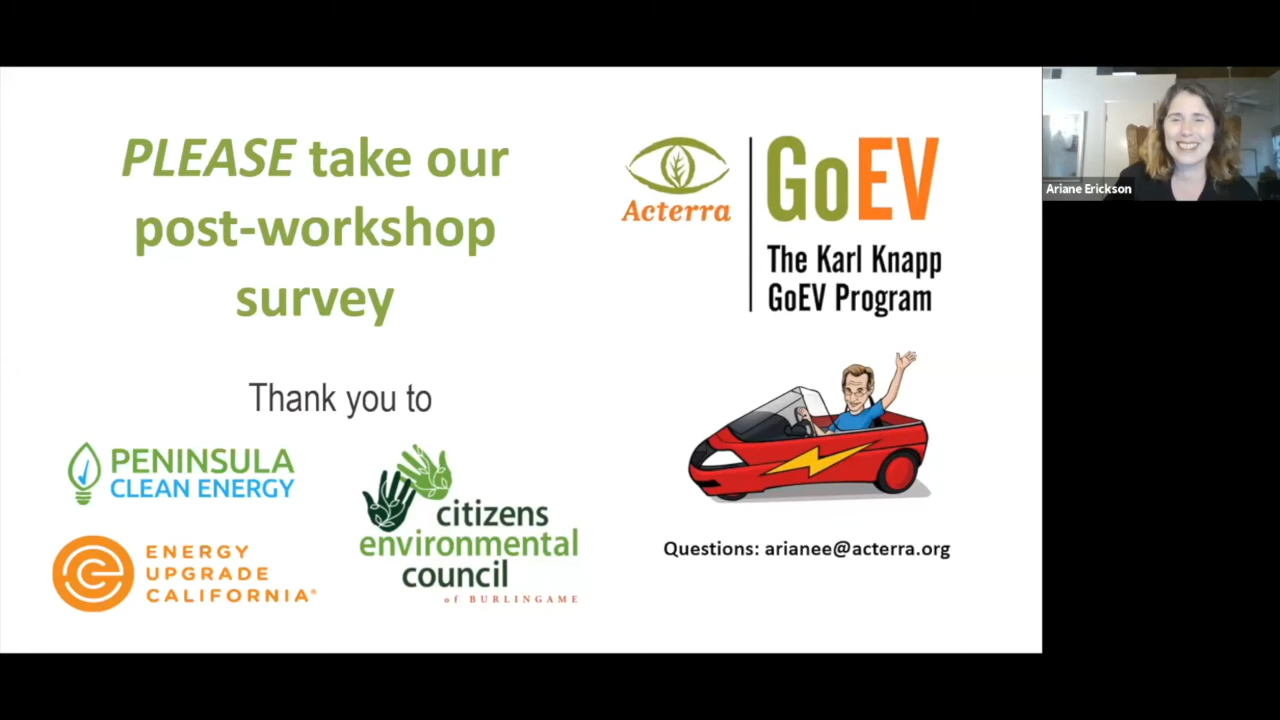 PLEASE take our
post-workshop
survey
Thank you to
PENINSULA
CLEAN ENERGY
citizens
environmental
council
of BURLINGAME
ENERGY
UPGRADE
CALIFORNIA®
Acterra
GoEV
The Karl Knapp
GoEV Program
Questions: arianee@acterra.org
Ariane Erickson